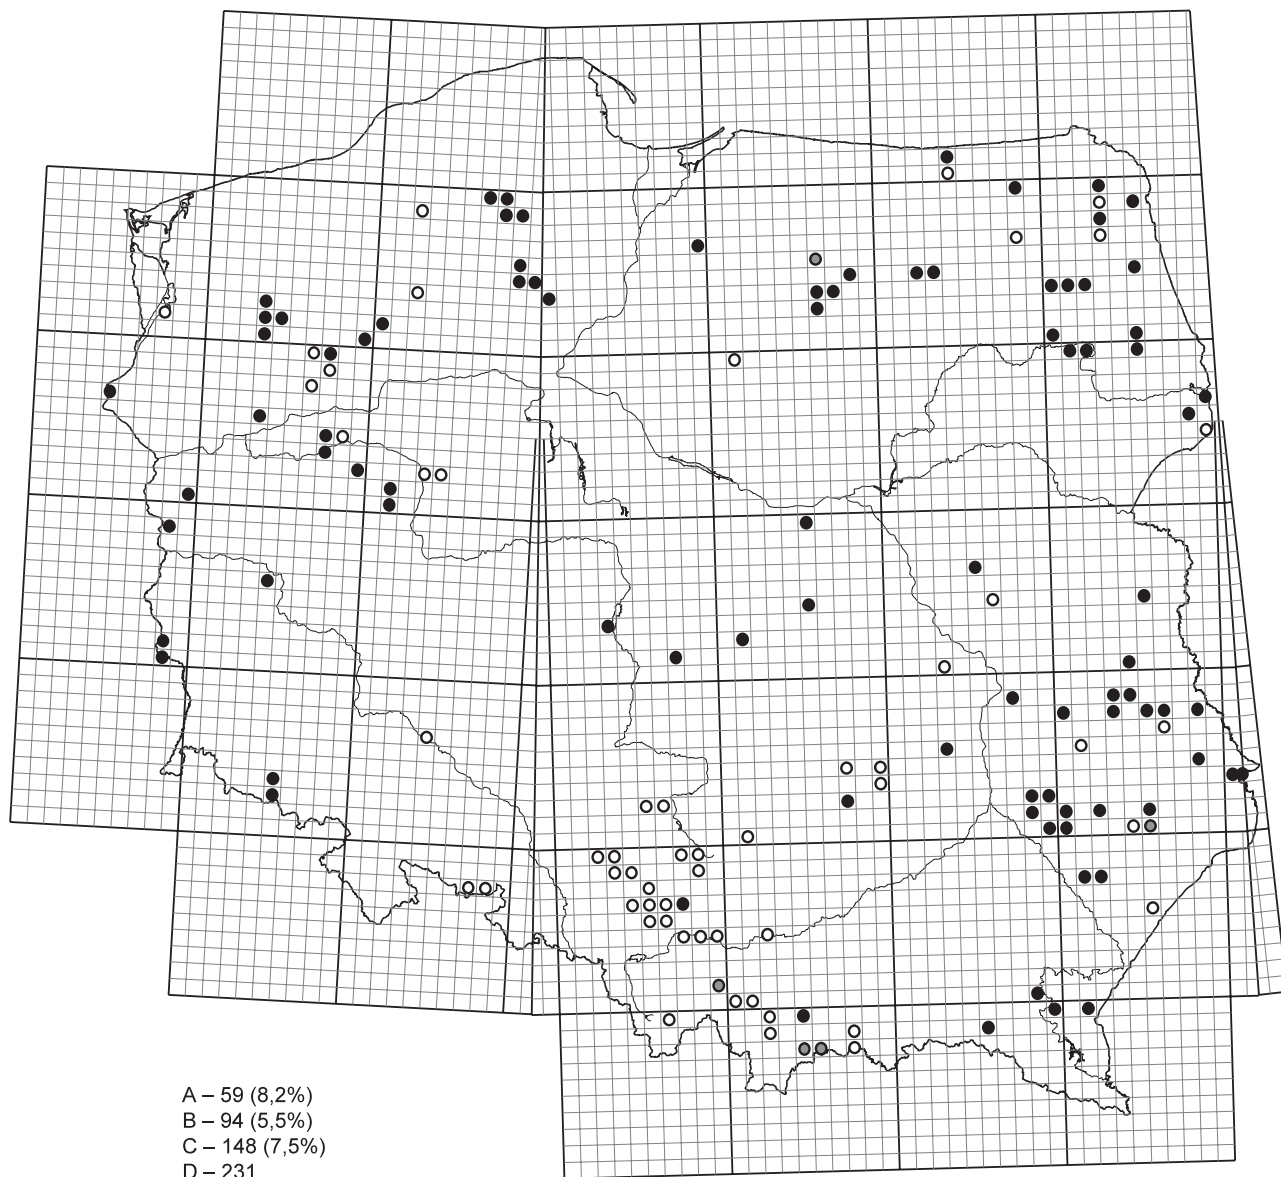 A – 59 (8,2%)
B – 94 (5,5%)
C – 148 (7,5%)
D – 231